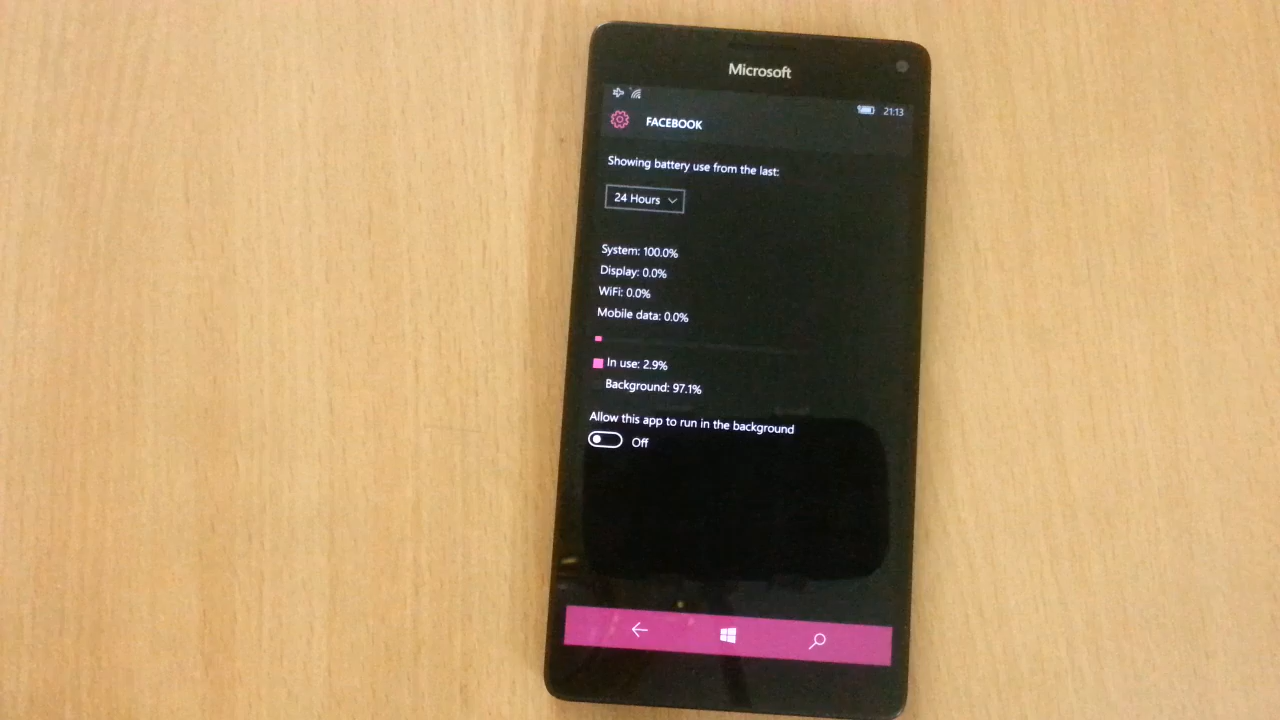 Microsoft
21:13
FACEBOOK
Showing battery use from the last:
24 Hours
System: 100.0%
Display: 0.0%
WiFi: 0.0%
Mobile data: 0.0%
In use: 2.9%
Background: 97.1%
Allow this app to run in the background
Off